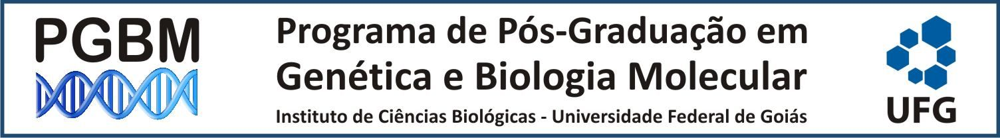 PGBM
Programa de Pós-Graduação em
Genética e Biologia Molecular
Instituto de Ciências Biológicas - Universidade Federal de Goiás
UFG